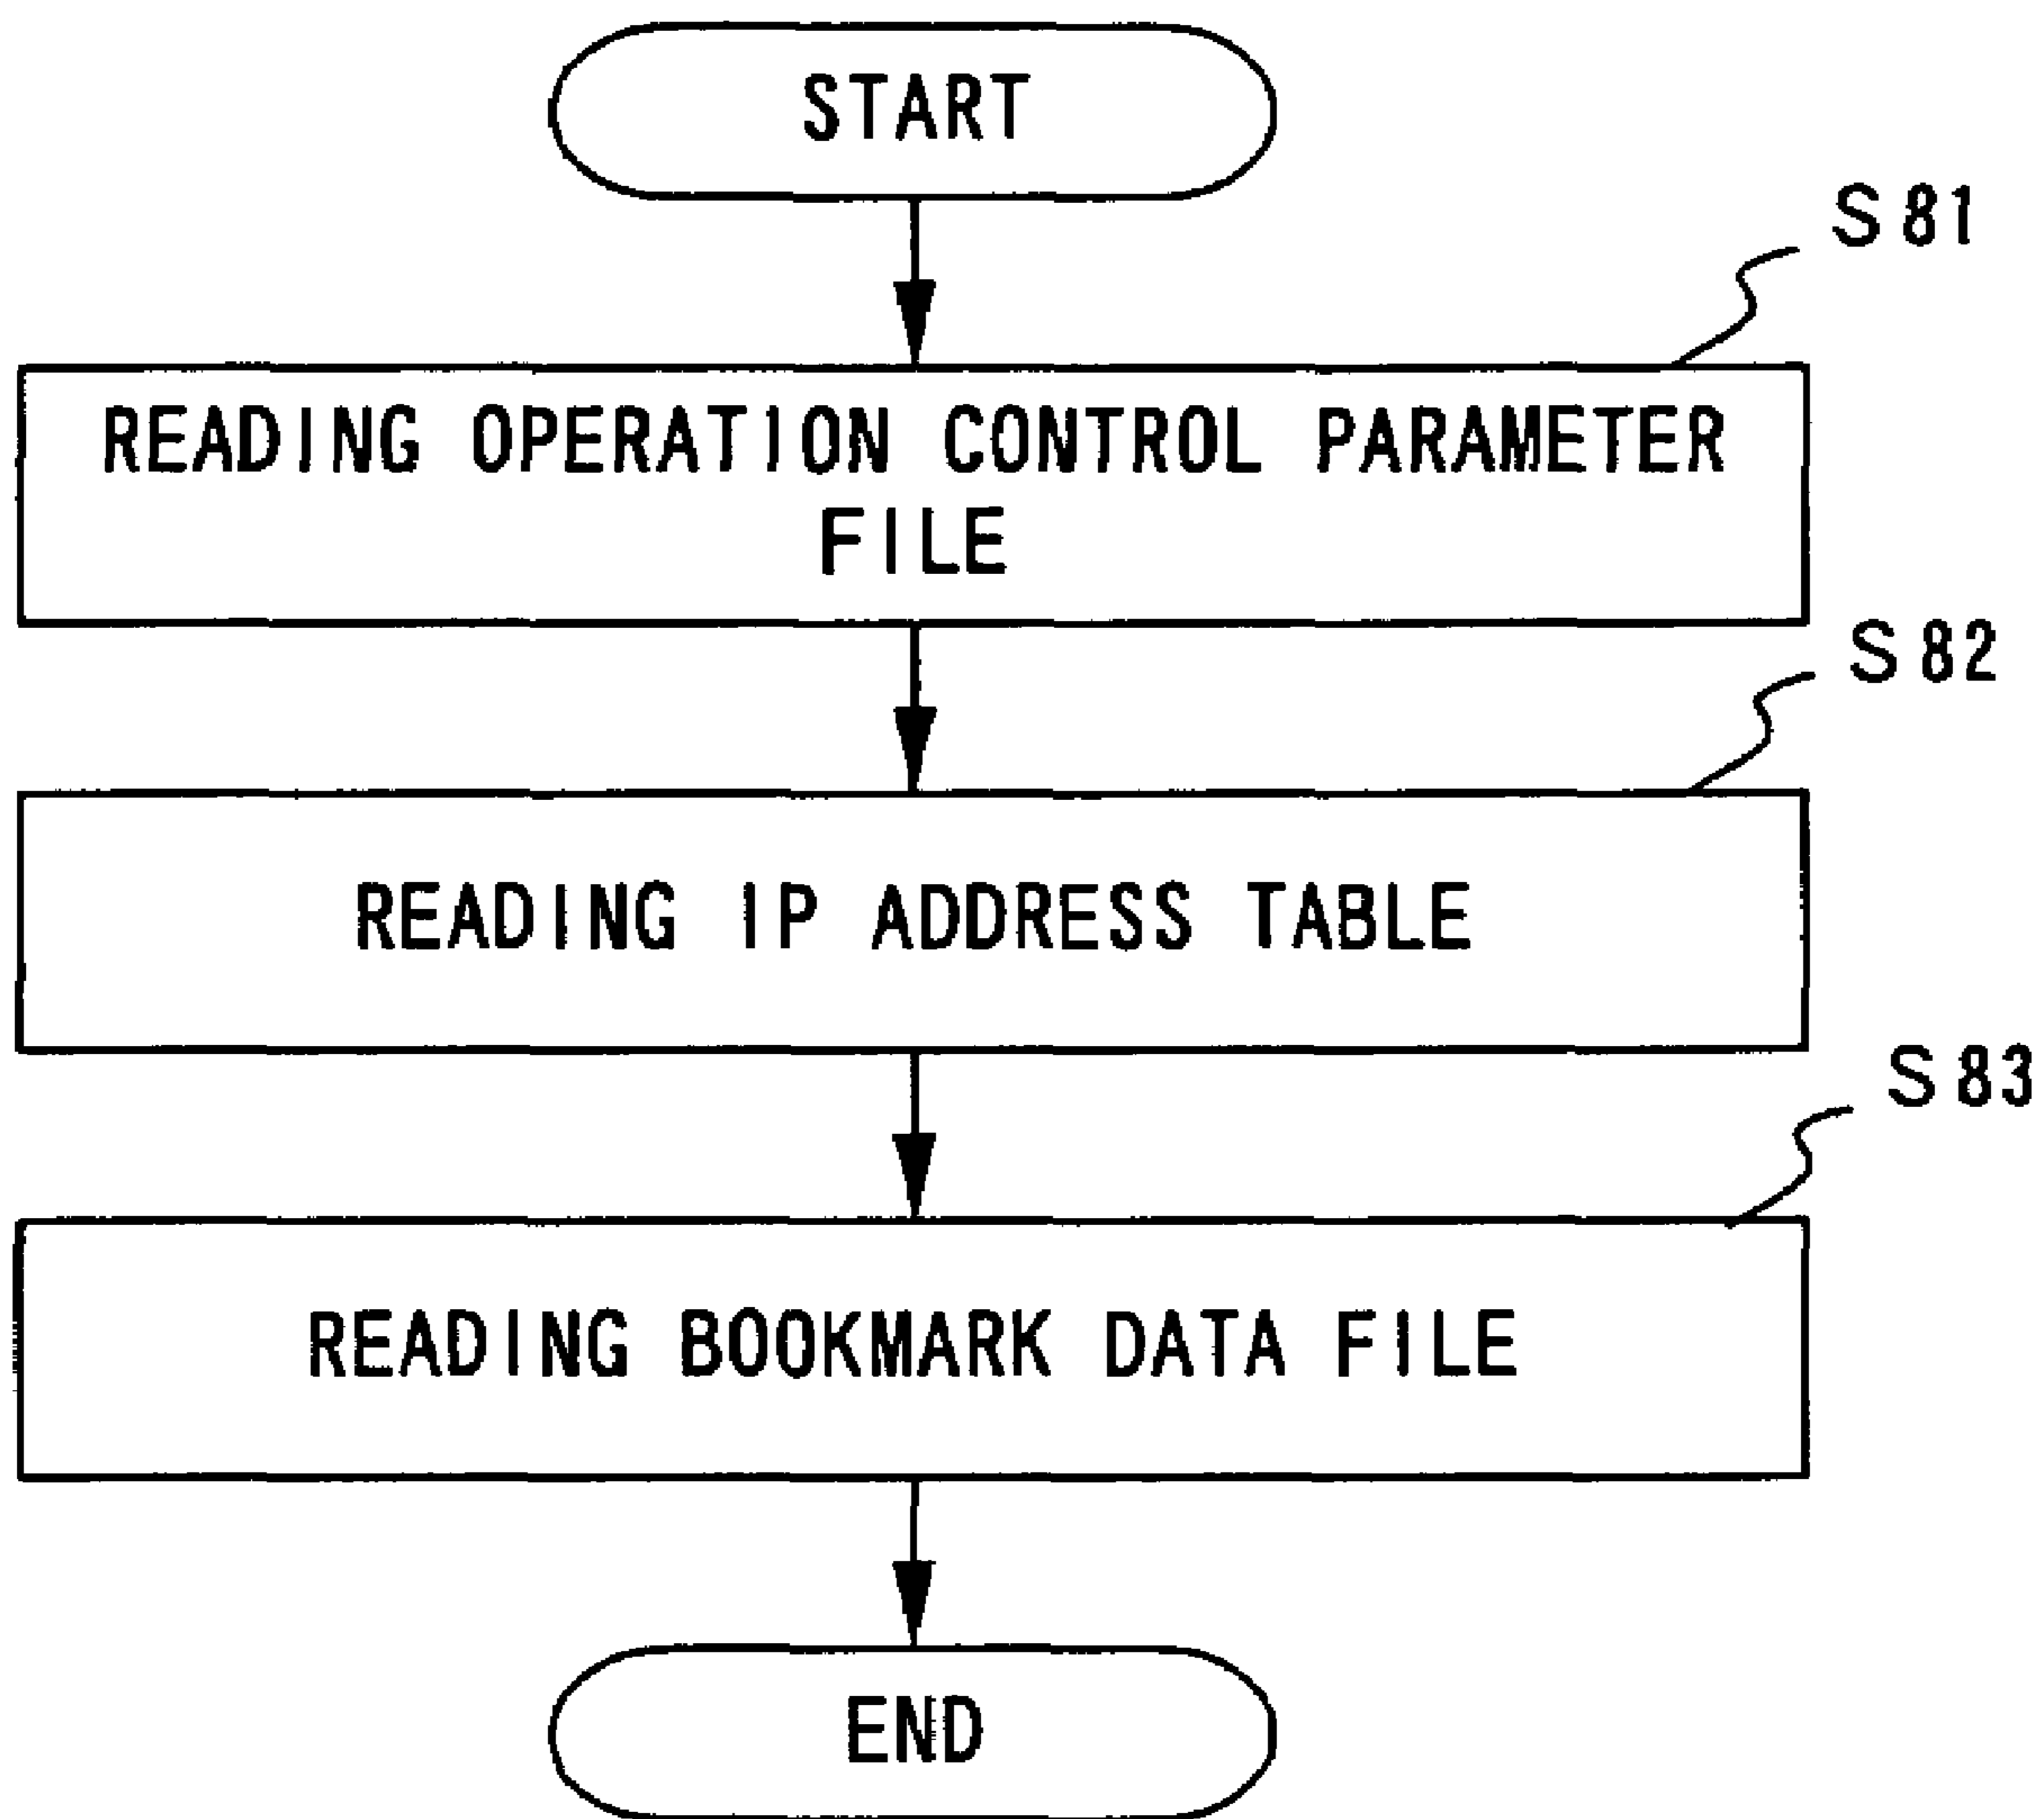 START
S81
READING OPERATION CONTROL PARAMETER
FILE
S82
READING IP ADDRESS TABLE
S83
READING BOOKMARK DATA FILE
END